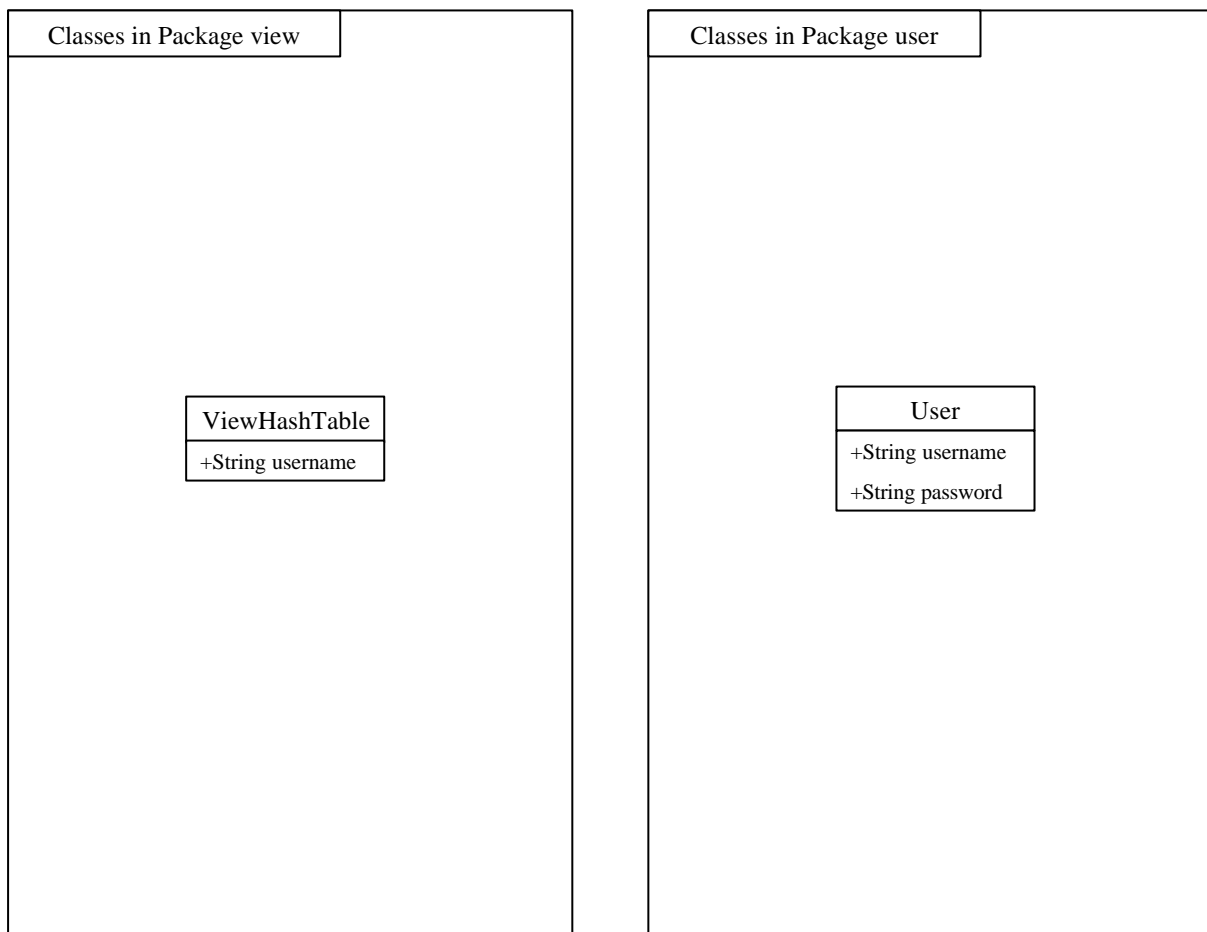 Classes in Package view
ViewHashTable
+String username
Classes in Package user
User
+String username
+String password